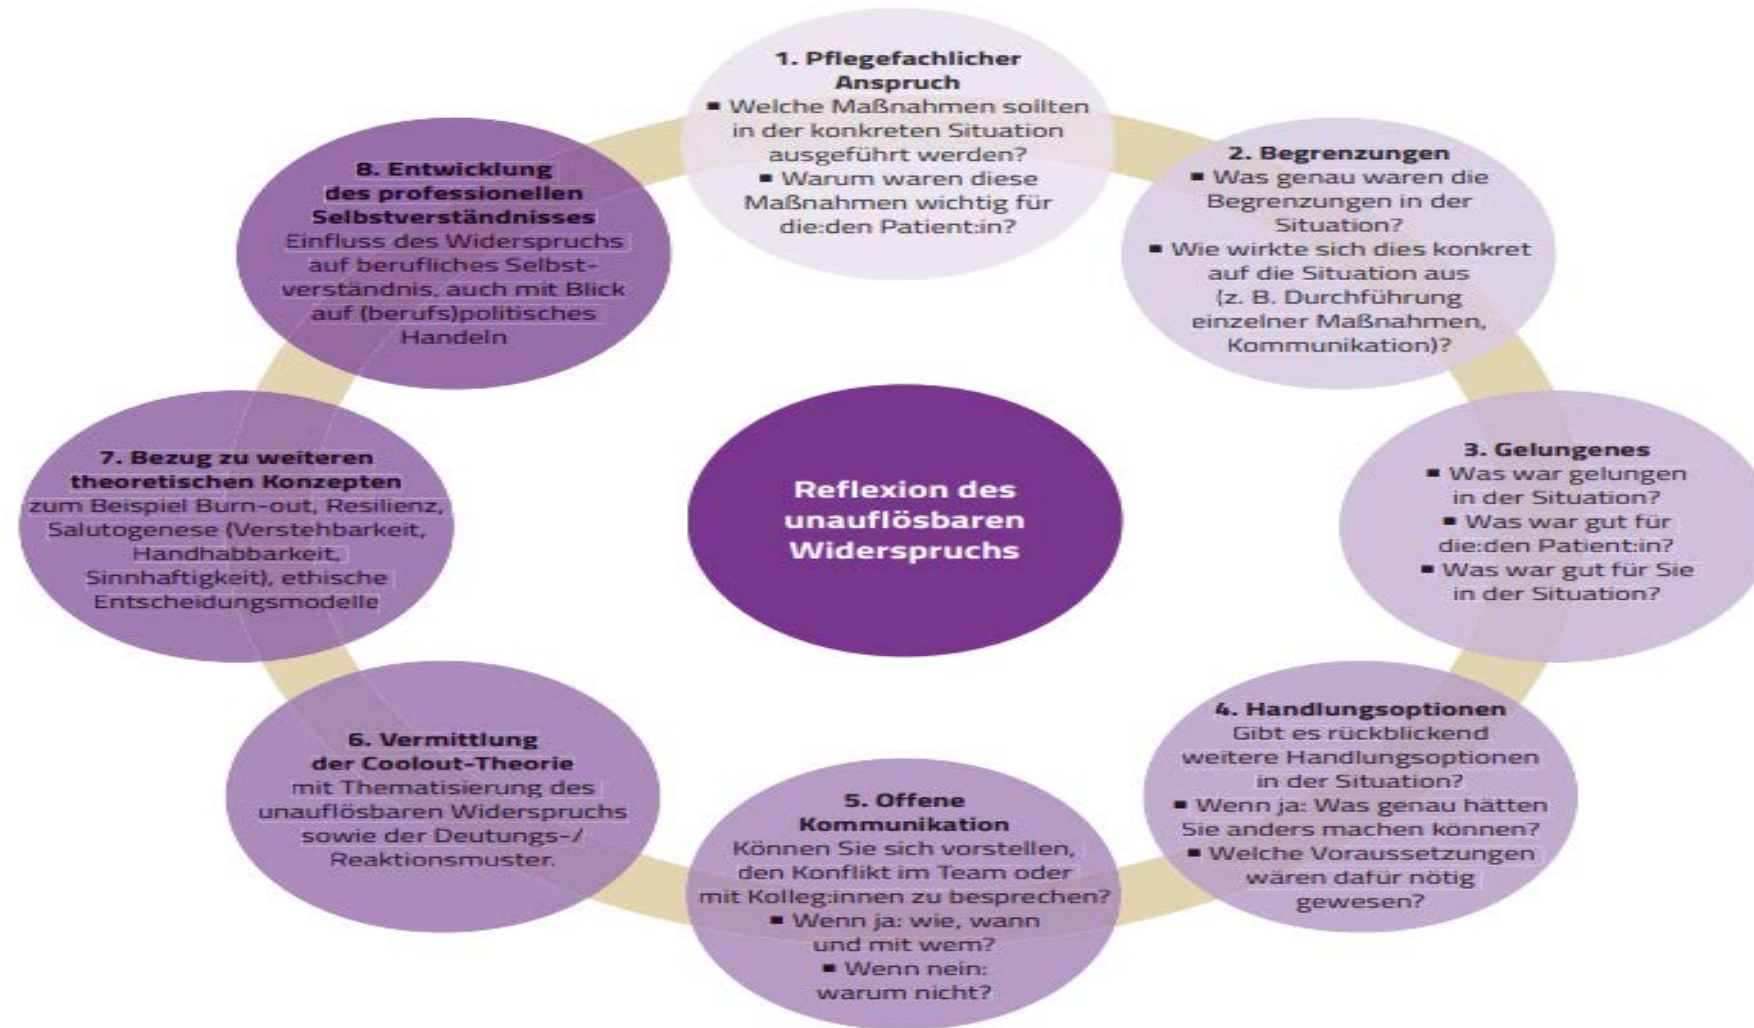 1. Pflegefachlicher
Anspruch
▪ Welche Maßnahmen sollten
in der konkreten Situation
ausgeführt werden?
▪ Warum waren diese
Maßnahmen wichtig für
die:den Patient:in?
2. Begrenzungen
▪ Was genau waren die
Begrenzungen in der
Situation?
▪ Wie wirkte sich dies konkret
auf die Situation aus
(z. B. Durchführung
einzelner Maßnahmen,
Kommunikation)?
3. Gelungenes
▪ Was war gelungen
in der Situation?
▪ Was war gut für
die:den Patient:in?
▪ Was war gut für Sie
in der Situation?
4. Handlungsoptionen
Gibt es rückblickend
weitere Handlungsoptionen
in der Situation?
▪ Wenn ja: Was genau hätten
Sie anders machen können?
▪ Welche Voraussetzungen
wären dafür nötig
gewesen?
5. Offene
Kommunikation
Können Sie sich vorstellen,
den Konflikt im Team oder
mit Kolleg:innen zu besprechen?
▪ Wenn ja: wie, wann
und mit wem?
▪ Wenn nein:
warum nicht?
6. Vermittlung
der Coolout-Theorie
mit Thematisierung des
unauflösbaren Widerspruchs
sowie der Deutungs-/
Reaktionsmuster.
7. Bezug zu weiteren
theoretischen Konzepten
zum Beispiel Burn-out, Resilienz,
Salutogenese (Verstehbarkeit,
Handhabbarkeit,
Sinnhaftigkeit), ethische
Entscheidungsmodelle
8. Entwicklung
des professionellen
Selbstverständnisses
Einfluss des Widerspruchs
auf berufliches Selbst-
verständnis, auch mit Blick
auf (berufs)politisches
Handeln
Reflexion des
unauflösbaren
Widerspruchs